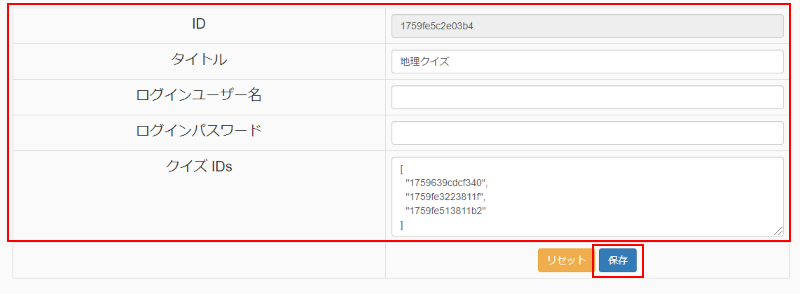 ID
1759fe5c2e03b4
タイトル
地理クイズ
ログインユーザー名
ログインパスワード
クイズ IDs
[
"1759639cdcf340",
"1759fe3223811f",
"1759fe513811b2"
]
リセット 保存